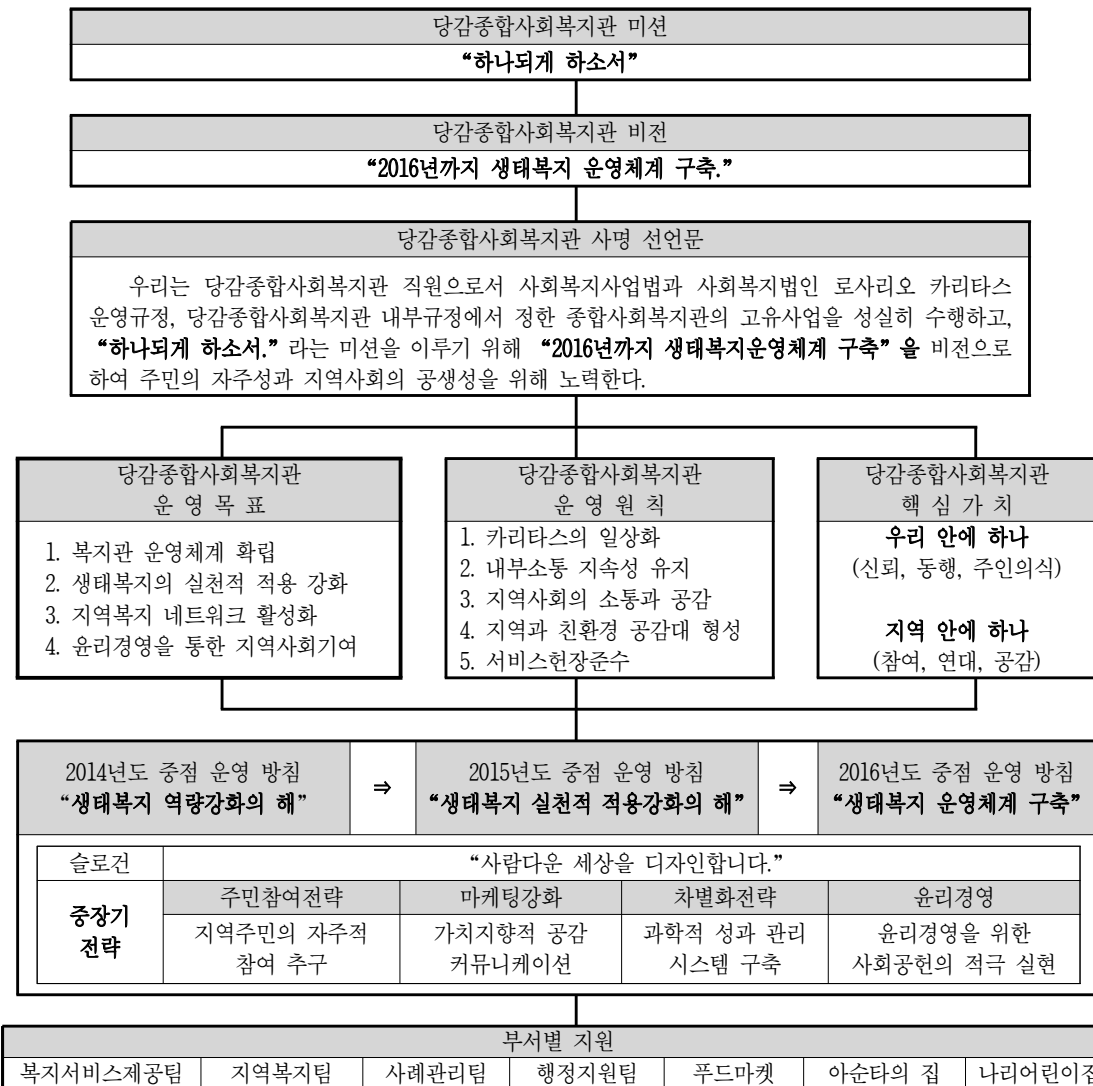 당감종합사회복지관 미션
“하나되게 하소서”
당감종합사회복지관 비전
“2016년까지 생태복지 운영체계 구축.”
당감종합사회복지관 사명 선언문
우리는 당감종합사회복지관 직원으로서 사회복지사업법과 사회복지법인 로사리오 카리타스
운영규정, 당감종합사회복지관 내부규정에서 정한 종합사회복지관의 고유사업을 성실히 수행하고,
“하나되게 하소서.” 라는 미션을 이루기 위해 “2016년까지 생태복지운영체계 구축”을 비전으로
하여 주민의 자주성과 지역사회의 공생성을 위해 노력한다.
당감종합사회복지관
운 영 목 표
1. 복지관 운영체계 확립
2. 생태복지의 실천적 적용 강화
3. 지역복지 네트워크 활성화
4. 윤리경영을 통한 지역사회기여
당감종합사회복지관
운 영 원 칙
1. 카리타스의 일상화
2. 내부소통 지속성 유지
3. 지역사회의 소통과 공감
4. 지역과 친환경 공감대 형성
5. 서비스헌장준수
당감종합사회복지관
핵 심 가 치
우리 안에 하나
(신뢰, 동행, 주인의식)
지역 안에 하나
(참여, 연대, 공감)
2014년도 중점 운영 방침
“생태복지 역량강화의 해”
⇒
2015년도 중점 운영 방침
“생태복지 실천적 적용강화의 해”
⇒
2016년도 중점 운영 방침
“생태복지 운영체계 구축”
슬로건
“사람다운 세상을 디자인합니다.”
중장기
전략
주민참여전략
지역주민의 자주적
참여 추구
마케팅강화
가치지향적 공감
커뮤니케이션
차별화전략
과학적 성과 관리
시스템 구축
윤리경영
윤리경영을 위한
사회공헌의 적극 실현
부서별 지원
복지서비스제공팀 지역복지팀 사례관리팀 행정지원팀 푸드마켓 아순타의 집 나리어린이집